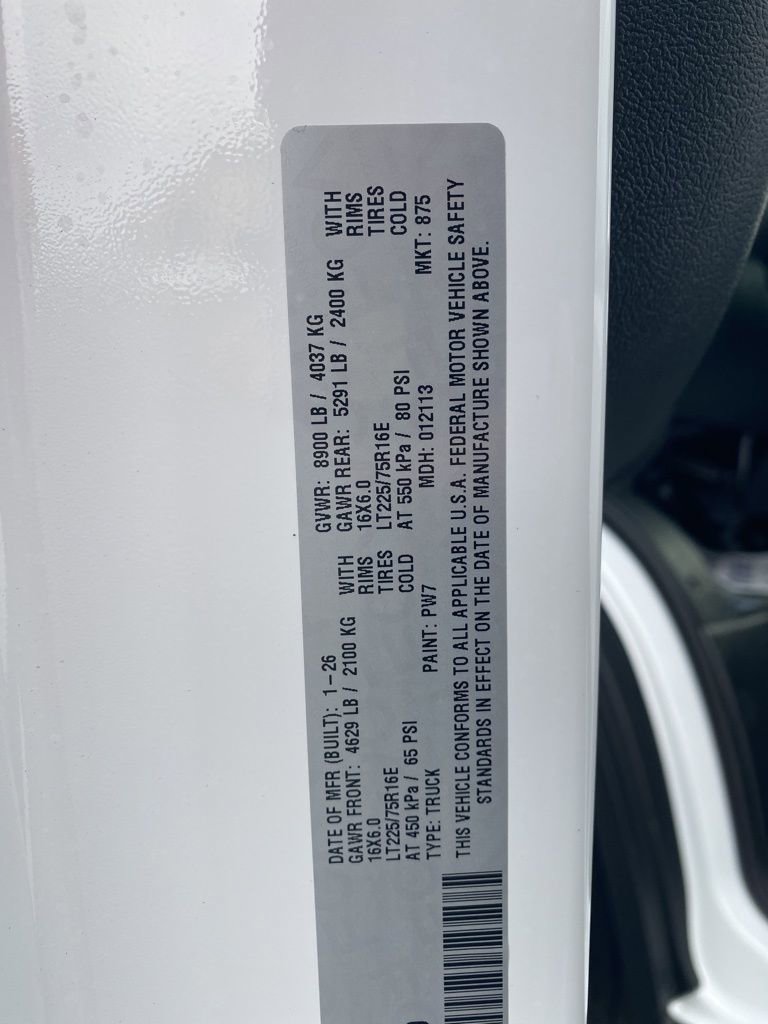 DATE OF MFR (BUILT): 1-26 GVWR: 8900 LB / 4037 KG
GAWR FRONT: 4629 LB / 2100 KG WITH GAWR REAR: 5291 LB / 2400 KG WITH
16X6.0 RIMS 16X6.0 RIMS
LT225/75R16E TIRES LT225/75R16E TIRES
AT 450 kPa / 65 PSI COLD AT 550 kPa / 80 PSI COLD
TYPE: TRUCK PAINT: PW7 MDH: 012113 MKT: 875
THIS VEHICLE CONFORMS TO ALL APPLICABLE U.S.A. FEDERAL MOTOR VEHICLE SAFETY
STANDARDS IN EFFECT ON THE DATE OF MANUFACTURE SHOWN ABOVE.